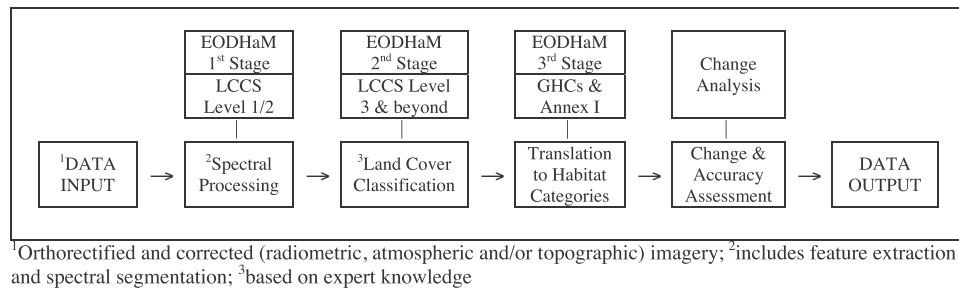 EODHaM
1st Stage
LCCS
Level 1/2
EODHaM
2nd Stage
LCCS Level
3 & beyond
EODHaM
3rd Stage
GHCs &
Annex I
Change
Analysis
1DATA
INPUT
2Spectral
Processing
3Land Cover
Classification
Translation
to Habitat
Categories
Change &
Accuracy
Assessment
DATA
OUTPUT
1Orthorectified and corrected (radiometric, atmospheric and/or topographic) imagery; 2includes feature extraction
and spectral segmentation; 3based on expert knowledge